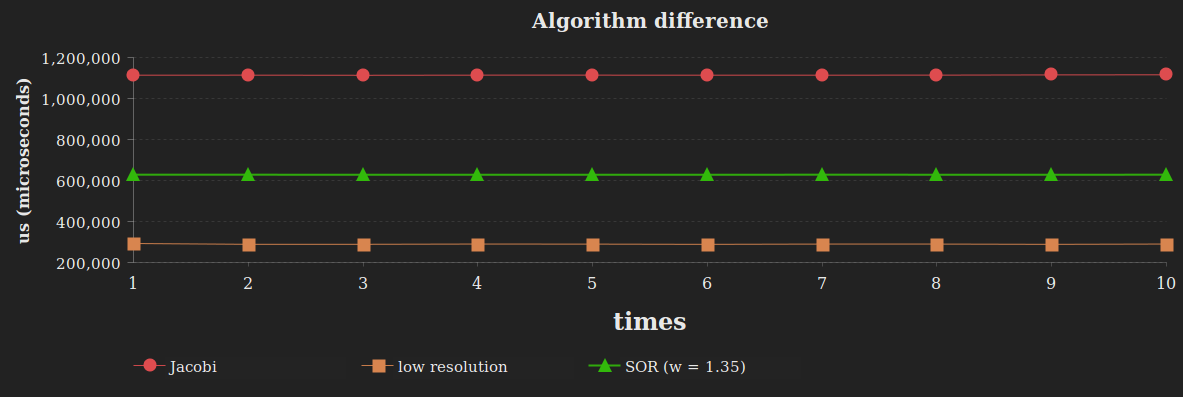 Algorithm difference
us (microseconds)
1,200,000
1,000,000
800,000
600,000
400,000
200,000
1 2 3 4 5 6 7 8 9 10
times
Jacobi low resolution SOR (w = 1.35)